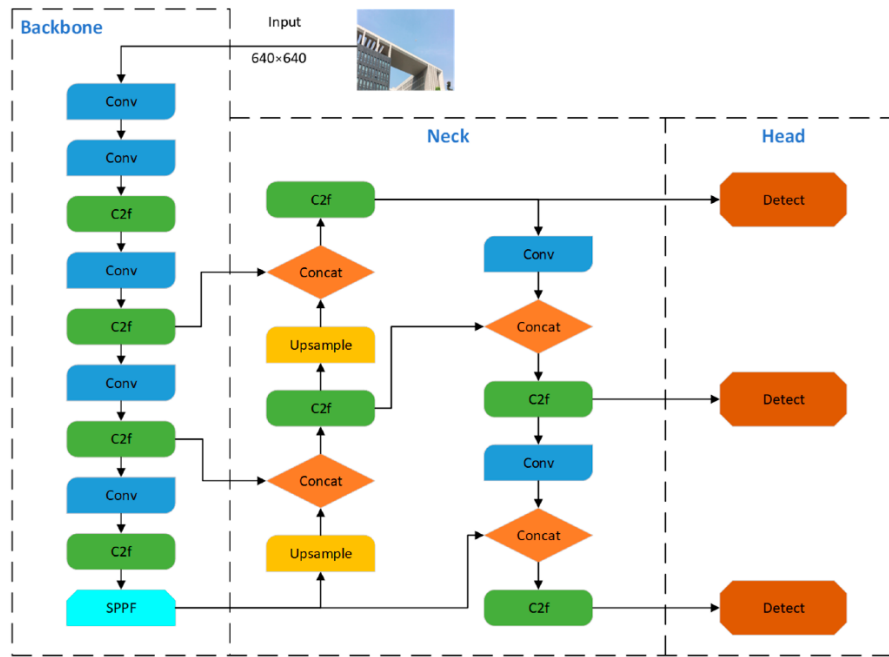 Backbone
Input
640×640
Conv
Conv
C2f
Conv
C2f
Conv
C2f
Conv
C2f
SPPF
Neck
C2f
Concat
Upsample
C2f
Concat
Upsample
Conv
Concat
C2f
Conv
Concat
C2f
Head
Detect
Detect
Detect